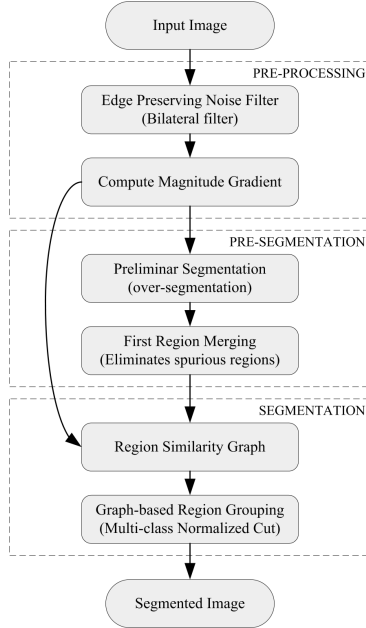 Input Image
PRE-PROCESSING
Edge Preserving Noise Filter
(Bilateral filter)
Compute Magnitude Gradient
PRE-SEGMENTATION
Preliminar Segmentation
(over-segmentation)
First Region Merging
(Eliminates spurious regions)
SEGMENTATION
Region Similarity Graph
Graph-based Region Grouping
(Multi-class Normalized Cut)
Segmented Image